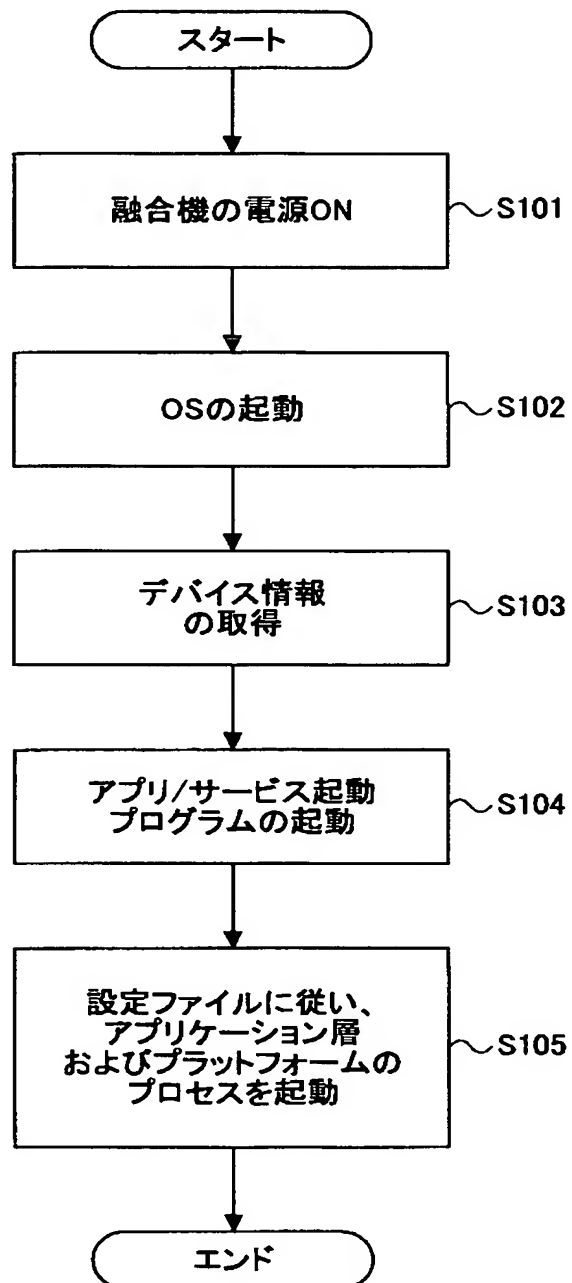 スタート
融合機の電源ON
S101
OSの起動
S102
デバイス情報
の取得
S103
アプリ/サービス起動
プログラムの起動
S104
設定ファイルに従い、
アプリケーション層
およびプラットフォームの
プロセスを起動
S105
エンド